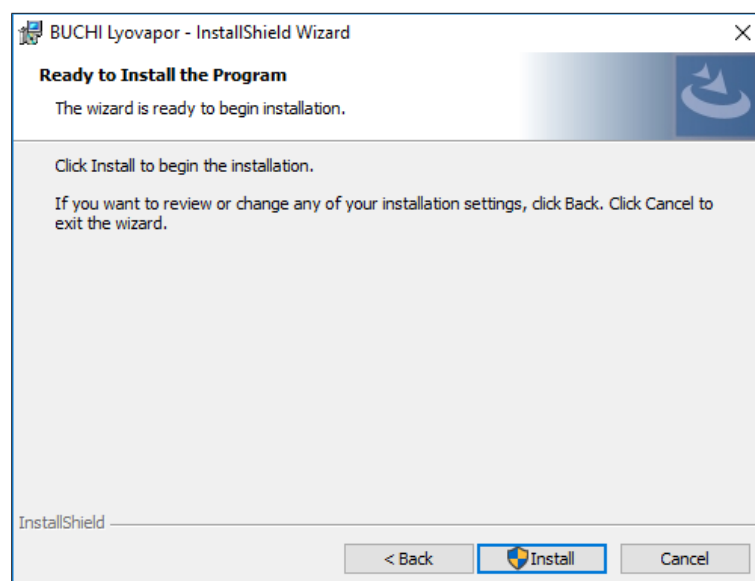 BUCHI Lyovapor - InstallShield Wizard
Ready to Install the Program
The wizard is ready to begin installation.
Click Install to begin the installation.
If you want to review or change any of your installation settings, click Back. Click Cancel to
exit the wizard.
InstallShield
< Back
Install
Cancel